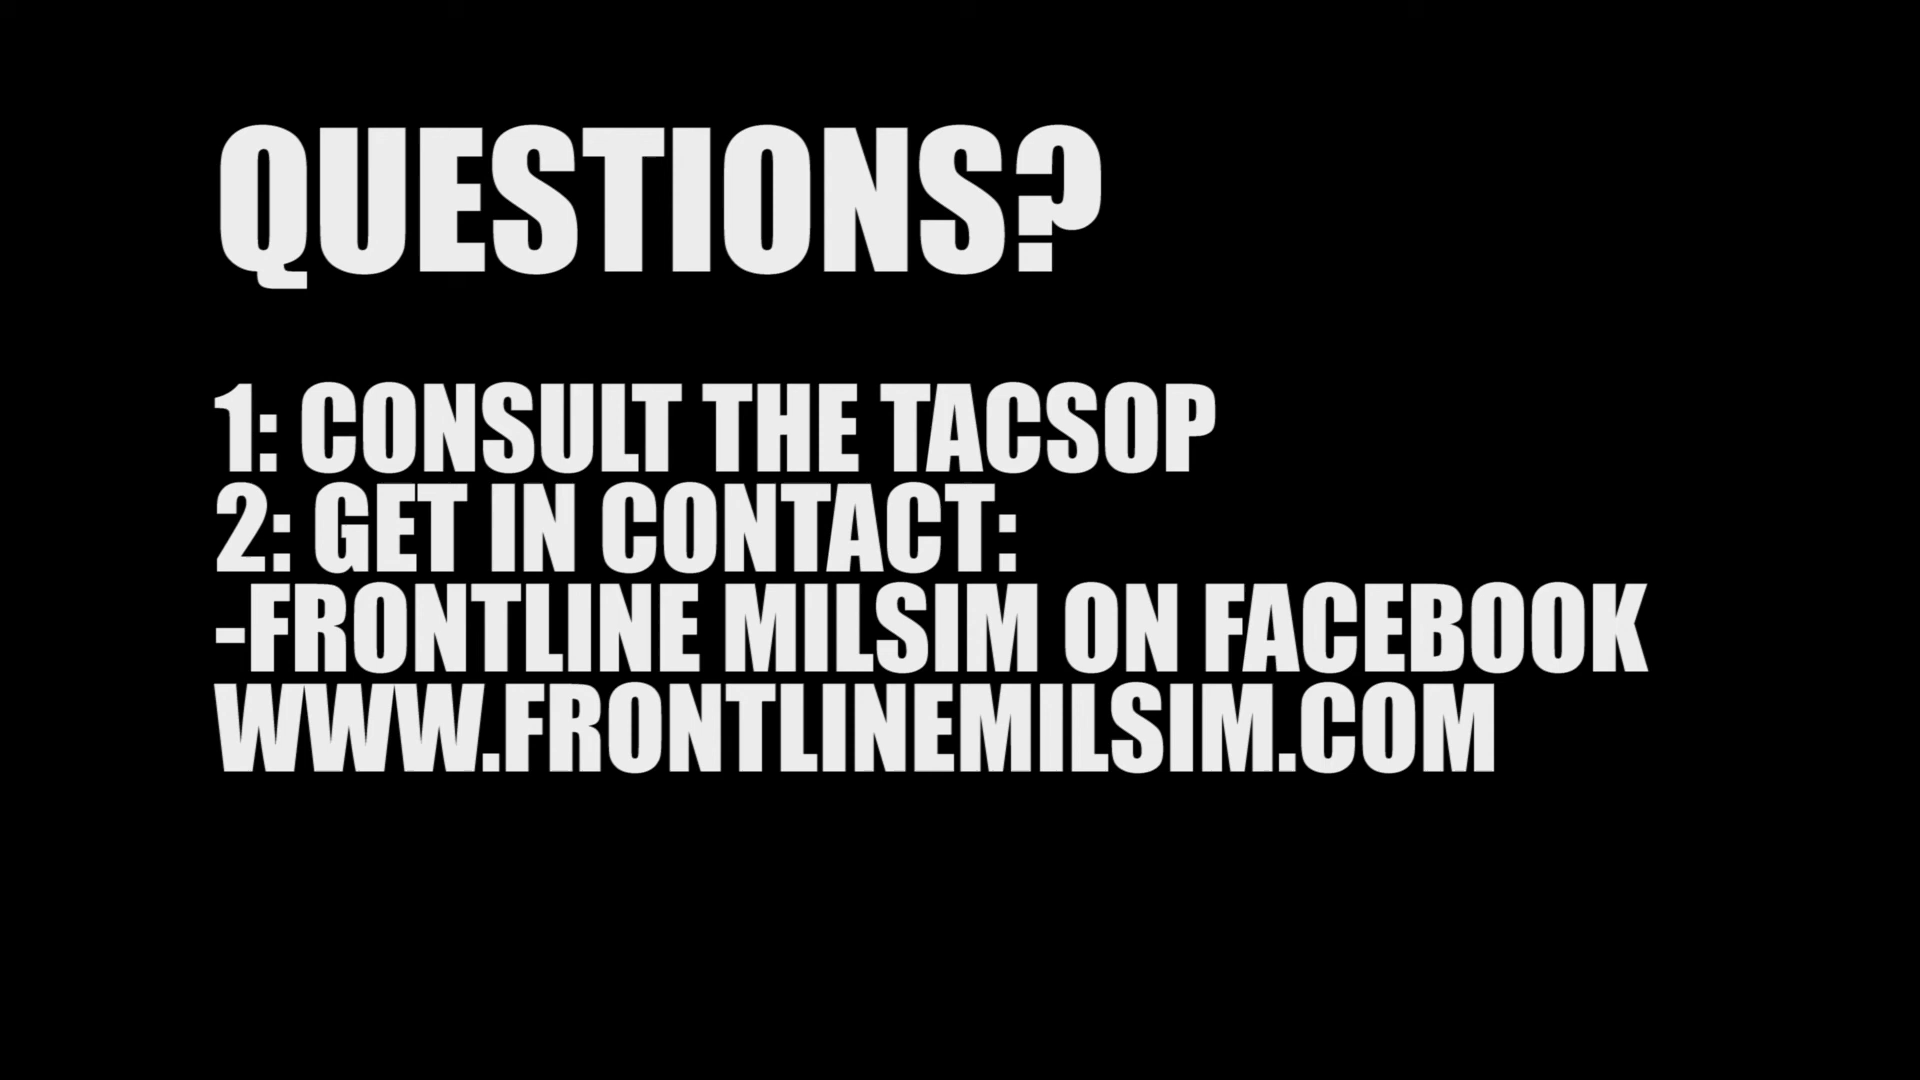 QUESTIONS?
1: CONSULT THE TACSOP
2: GET IN CONTACT:
-FRONTLINE MILSIM ON FACEBOOK
WWW.FRONTLINEMILSIM.COM